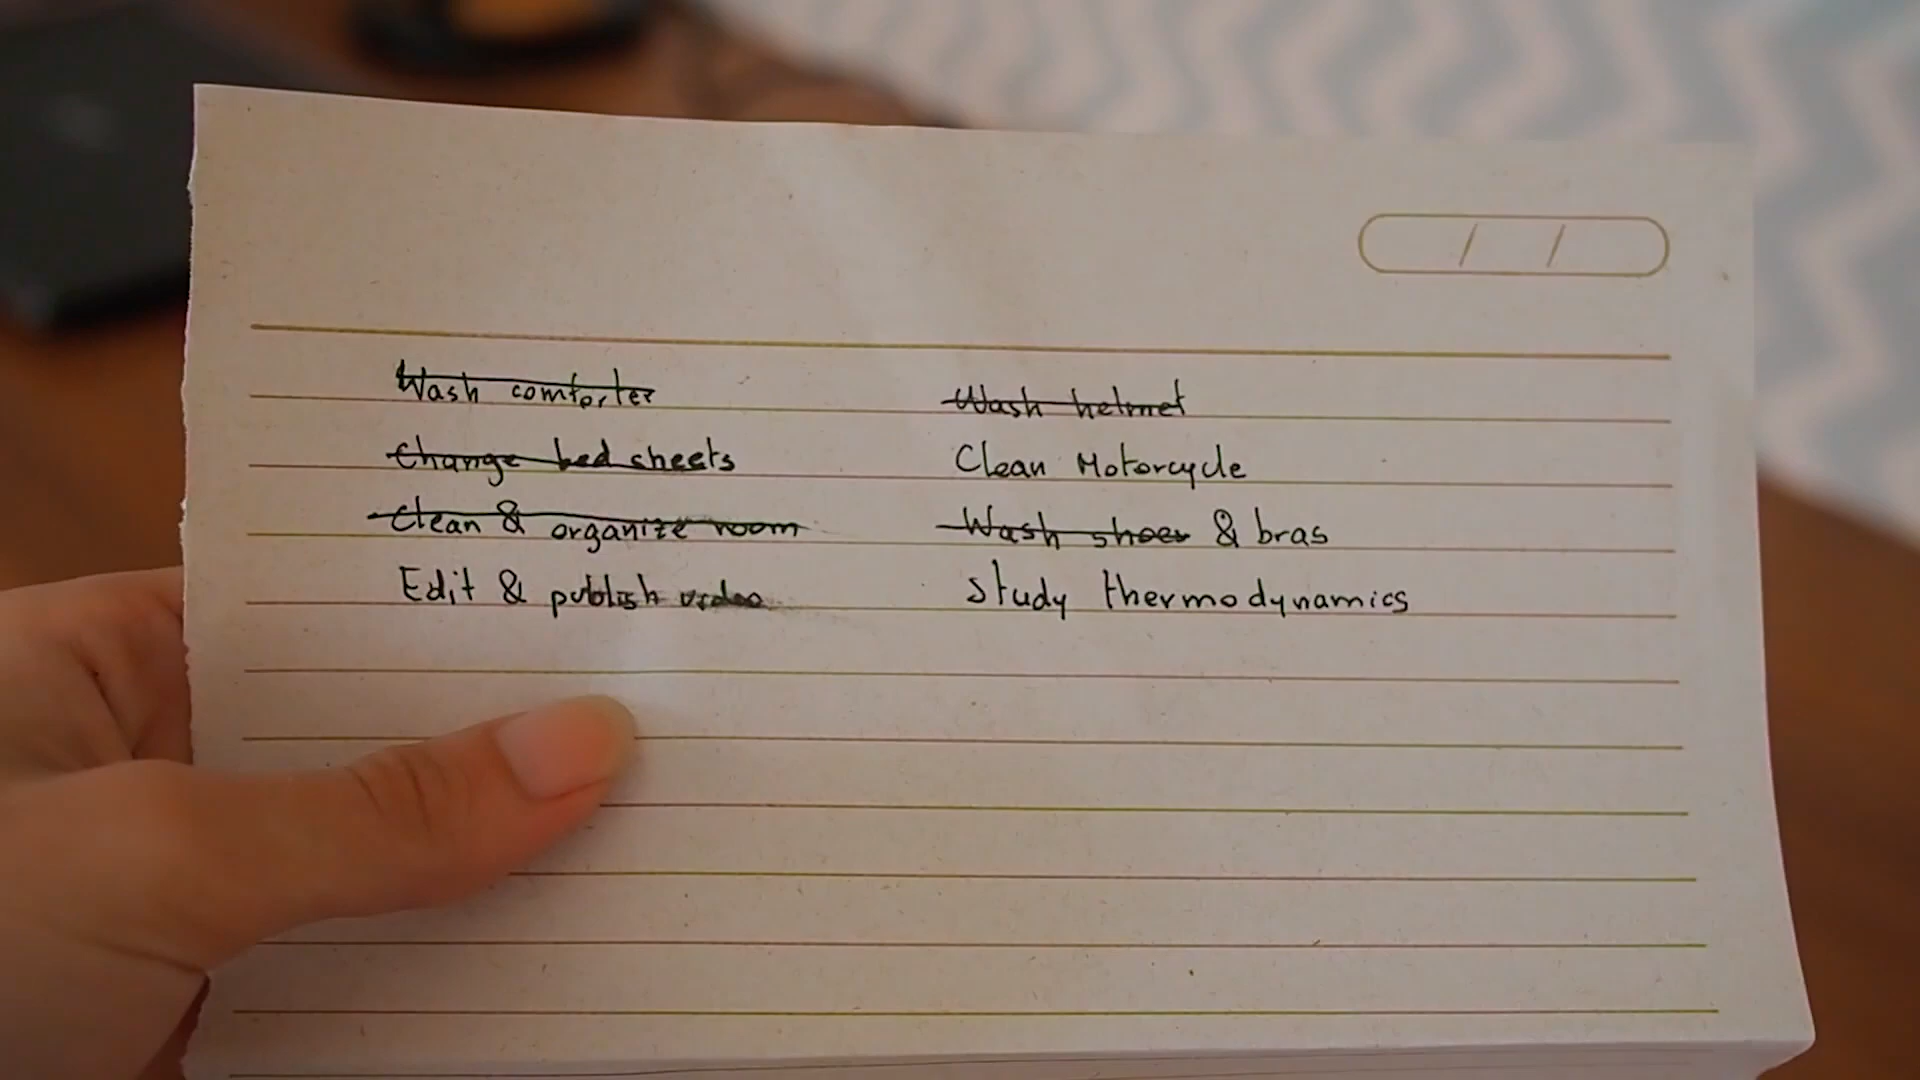 Wash comforter
Change bed sheets
Clean & organize room
Edit & publish video
Wash helmet
Clean Motorcycle
Wash shoes & bras
Study thermodynamics
/ /